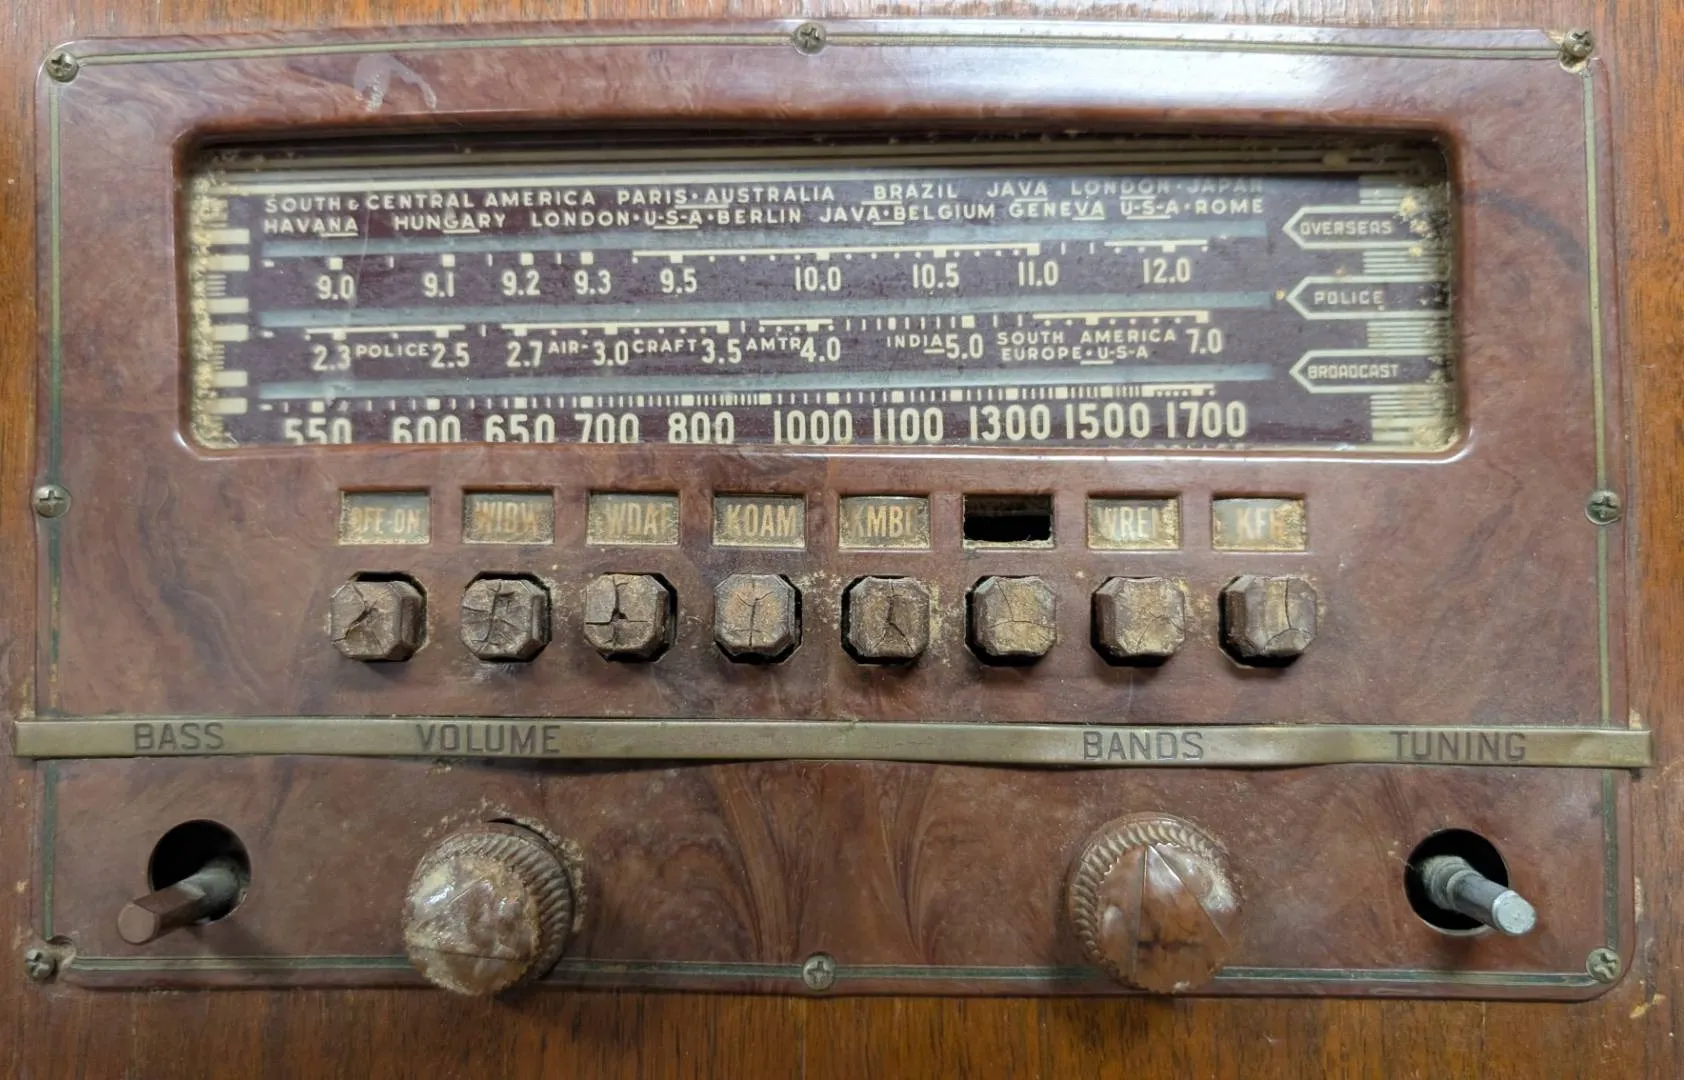 SOUTH & CENTRAL AMERICA PARIS·AUSTRALIA BRAZIL JAVA LONDON·JAPAN
HAVANA HUNGARY LONDON·U-S-A·BERLIN JAVA·BELGIUM GENEVA U-S-A·ROME
OVERSEAS
9.0 9.1 9.2 9.3 9.5 10.0 10.5 11.0 12.0
POLICE
2.3 POLICE 2.5 2.7 AIR- 3.0 CRAFT 3.5 AMTR 4.0 INDIA 5.0 SOUTH AMERICA 7.0
EUROPE·U-S-A
BROADCAST
550 600 650 700 800 1000 1100 1300 1500 1700
WIBW WDAF KOAM KMBC WREN
BASS VOLUME BANDS TUNING